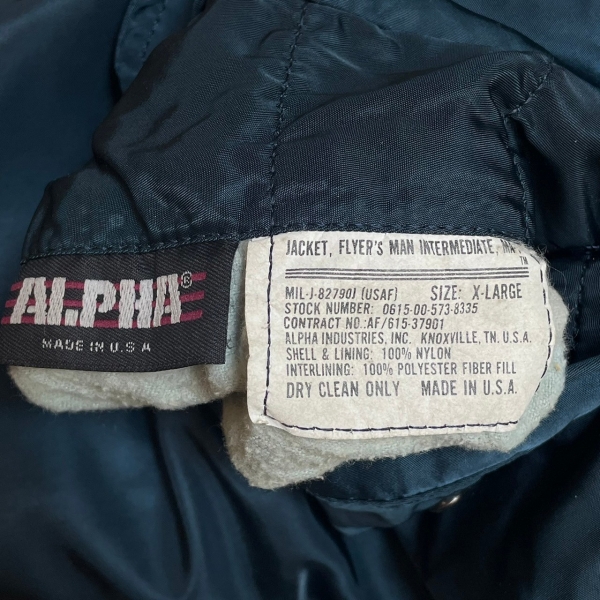 ALPHA®
MADE IN U.S.A
JACKET, FLYER'S MAN INTERMEDIATE,
TM
MIL-J-82790J (USAF) SIZE: X-LARGE
STOCK NUMBER: 0615-00-573-8335
CONTRACT NO.:AF/615-37901
ALPHA INDUSTRIES, INC. KNOXVILLE, TN. U.S.A.
SHELL & LINING: 100% NYLON
INTERLINING: 100% POLYESTER FIBER FILL
DRY CLEAN ONLY MADE IN U.S.A.